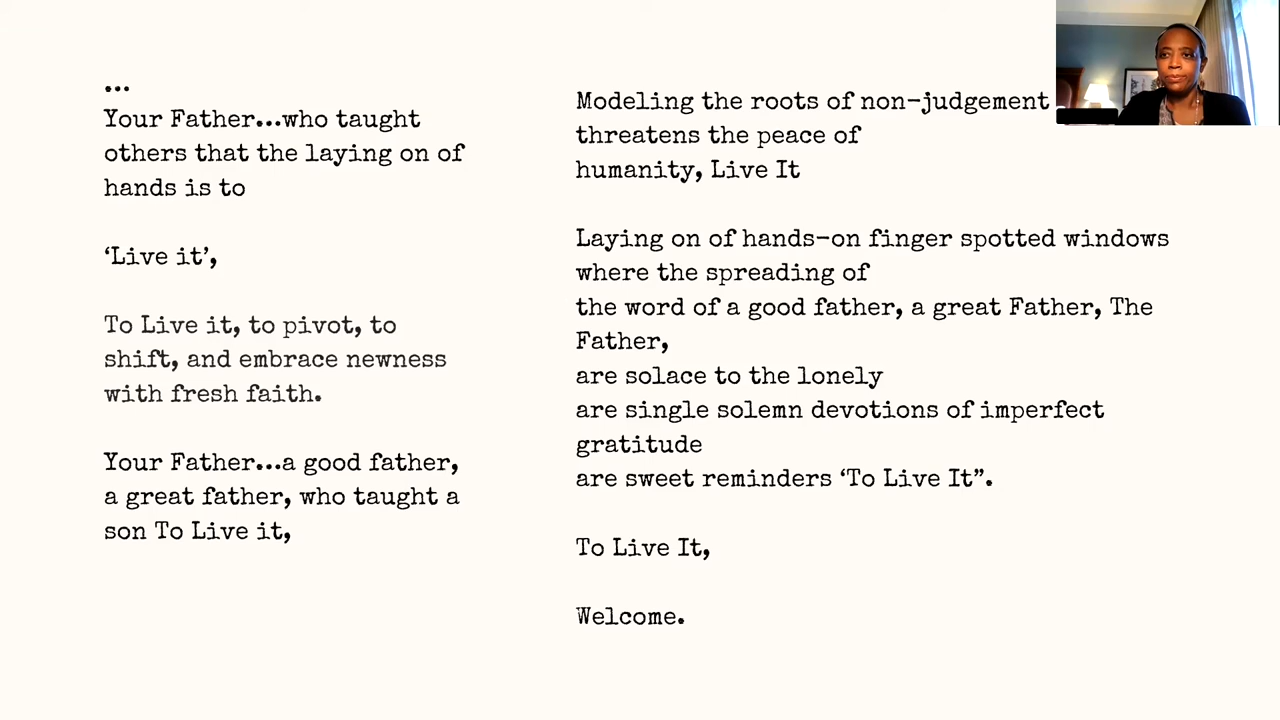 ...
Your Father...who taught
others that the laying on of
hands is to
‘Live it’,
To Live it, to pivot, to
shift, and embrace newness
with fresh faith.
Your Father...a good father,
a great father, who taught a
son To Live it,
Modeling the roots of non-judgement
threatens the peace of
humanity, Live It
Laying on of hands-on finger spotted windows
where the spreading of
the word of a good father, a great Father, The
Father,
are solace to the lonely
are single solemn devotions of imperfect
gratitude
are sweet reminders ‘To Live It”.
To Live It,
Welcome.